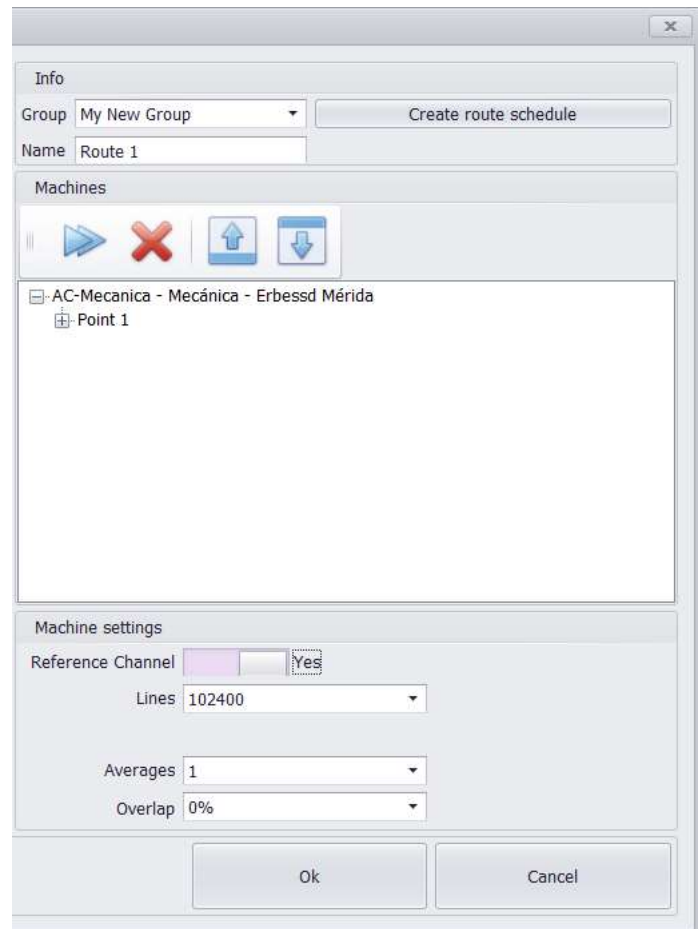 Info
Group My New Group Create route schedule
Name Route 1
Machines
AC-Mecanica - Mecánica - Erbessd Mérida
Point 1
Machine settings
Reference Channel Yes
Lines 102400
Averages 1
Overlap 0%
Ok Cancel